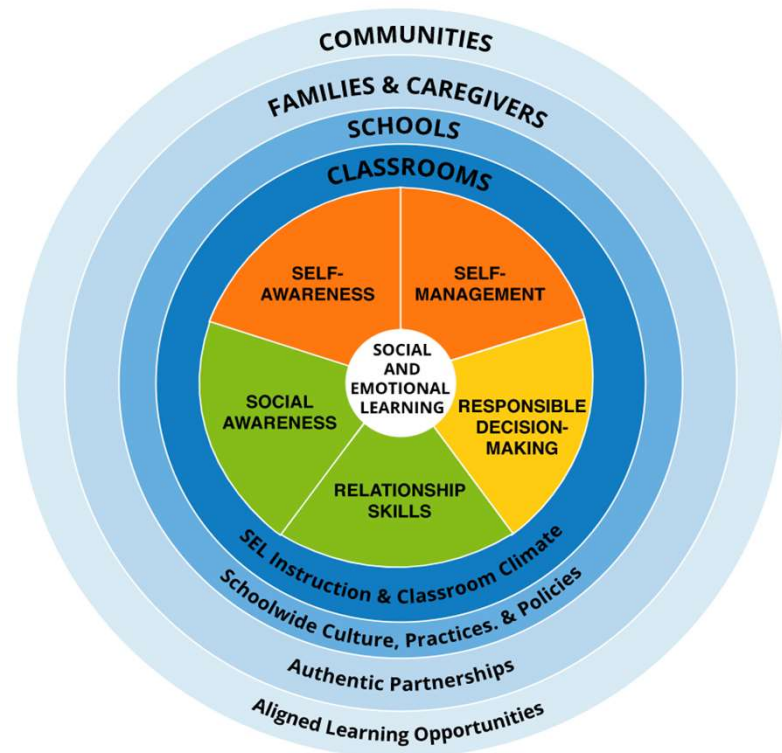 COMMUNITIES
FAMILIES & CAREGIVERS
SCHOOLS
CLASSROOMS
SELF-
AWARENESS
SELF-
MANAGEMENT
SOCIAL
AND
EMOTIONAL
LEARNING
SOCIAL
AWARENESS
RESPONSIBLE
DECISION-
MAKING
RELATIONSHIP
SKILLS
SEL Instruction & Classroom Climate
Schoolwide Culture, Practices. & Policies
Authentic Partnerships
Aligned Learning Opportunities